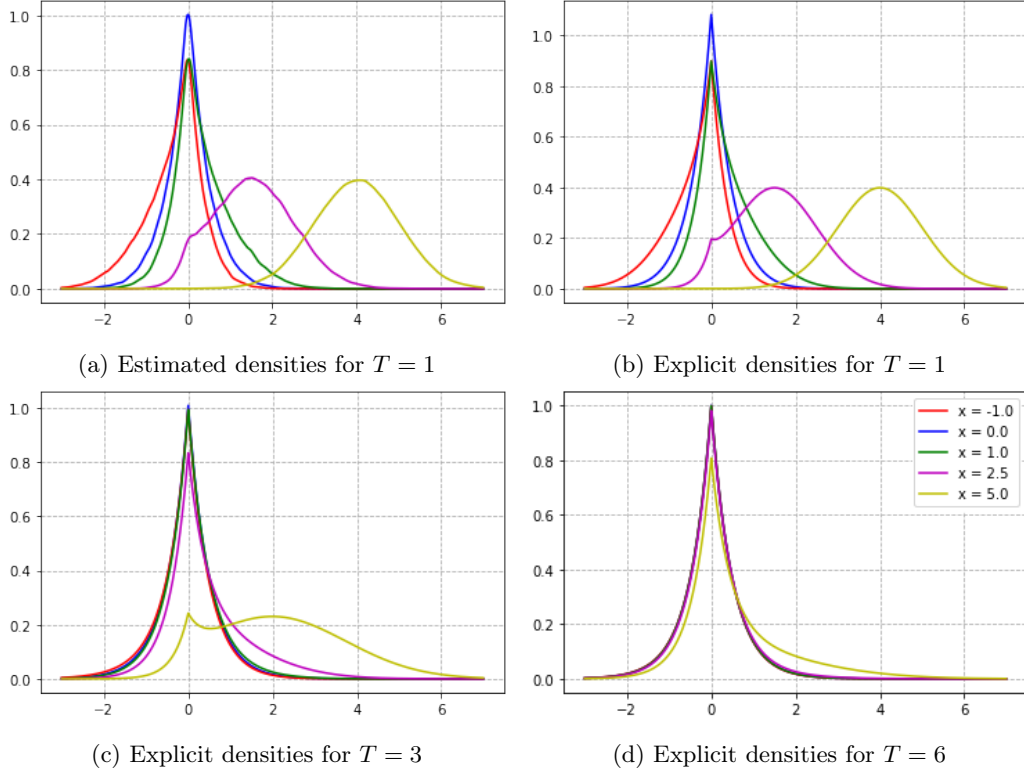 1.0
0.8
0.6
0.4
0.2
0.0
−2 0 2 4 6
(a) Estimated densities for T = 1
1.0
0.8
0.6
0.4
0.2
0.0
−2 0 2 4 6
(b) Explicit densities for T = 1
1.0
0.8
0.6
0.4
0.2
0.0
−2 0 2 4 6
(c) Explicit densities for T = 3
1.0
0.8
0.6
0.4
0.2
0.0
x = -1.0
x = 0.0
x = 1.0
x = 2.5
x = 5.0
−2 0 2 4 6
(d) Explicit densities for T = 6